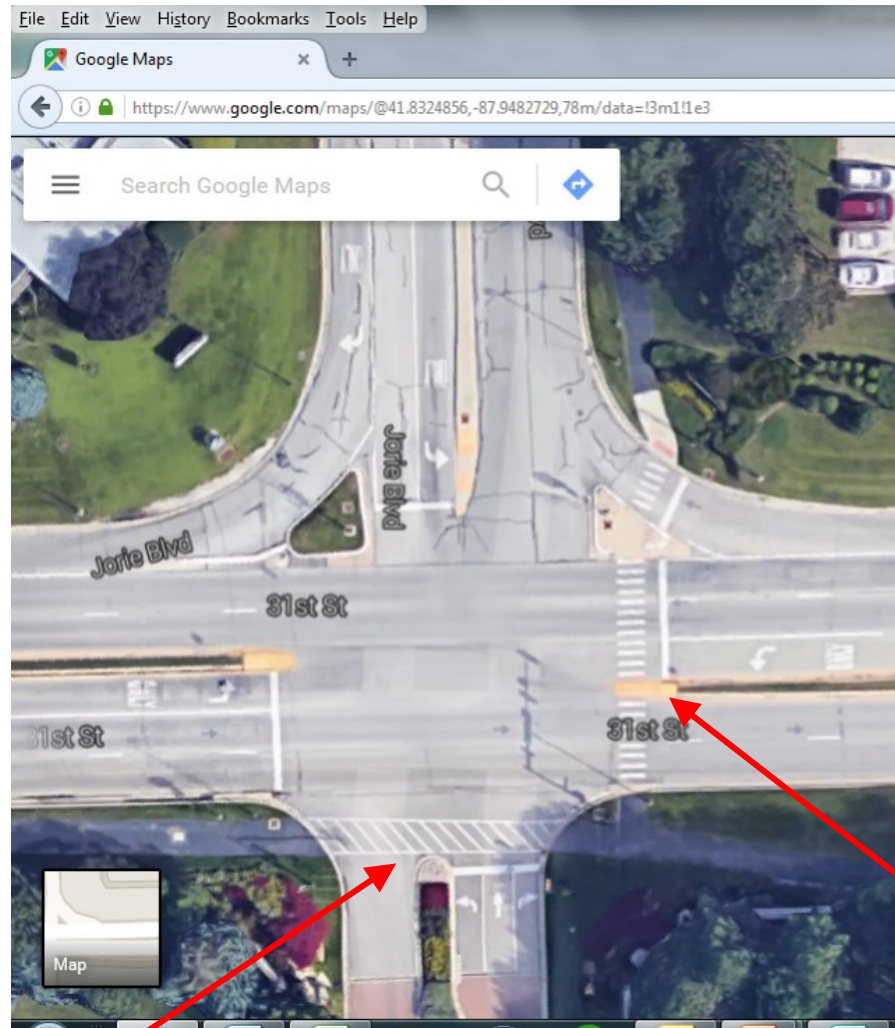 File Edit View History Bookmarks Tools Help
Google Maps
https://www.google.com/maps/@41.8324856,-87.9482729,78m/data=!3m1!1e3
Search Google Maps
Jorie Blvd
Jorie Blvd
31st St
ONLY
31st St
31st St
Map